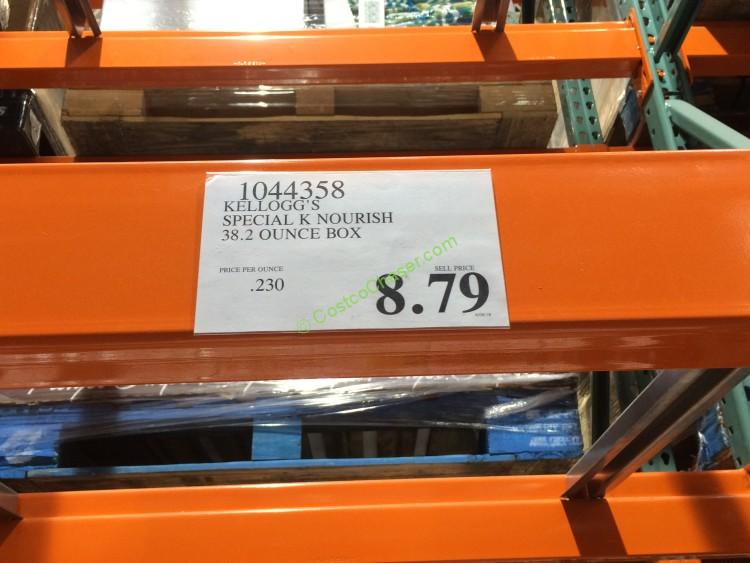 1044358
KELLOGG'S
SPECIAL K NOURISH
38.2 OUNCE BOX
PRICE PER OUNCE
.230
SELL PRICE
8.79
© CostcoChaser.com